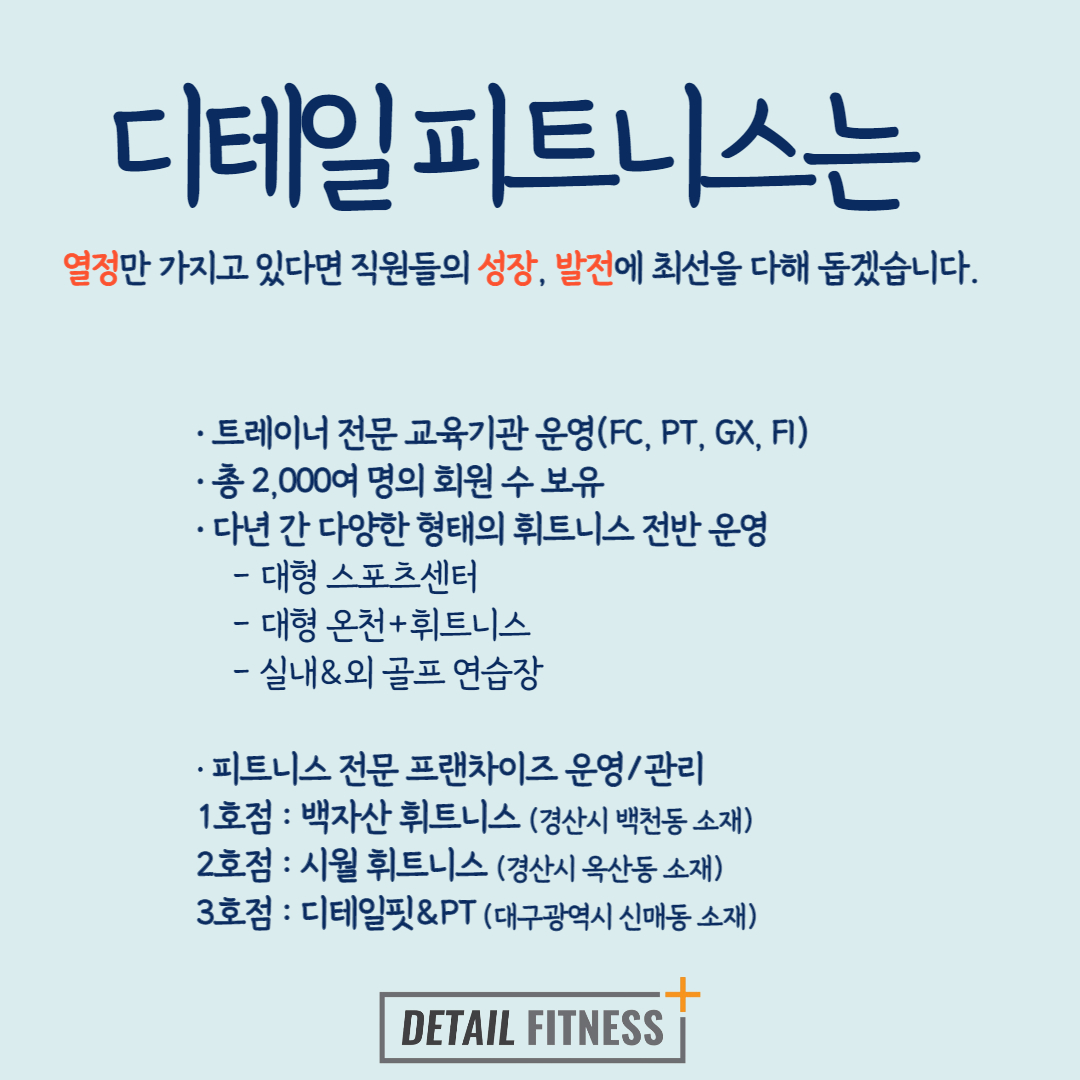 디테일 피트니스는
열정만 가지고 있다면 직원들의 성장, 발전에 최선을 다해 돕겠습니다.
· 트레이너 전문 교육기관 운영(FC, PT, GX, FI)
· 총 2,000여 명의 회원 수 보유
· 다년 간 다양한 형태의 휘트니스 전반 운영
- 대형 스포츠센터
- 대형 온천+휘트니스
- 실내&외 골프 연습장
· 피트니스 전문 프랜차이즈 운영/관리
1호점 : 백자산 휘트니스 (경산시 백천동 소재)
2호점 : 시월 휘트니스 (경산시 옥산동 소재)
3호점 : 디테일핏&PT (대구광역시 신매동 소재)
DETAIL FITNESS+